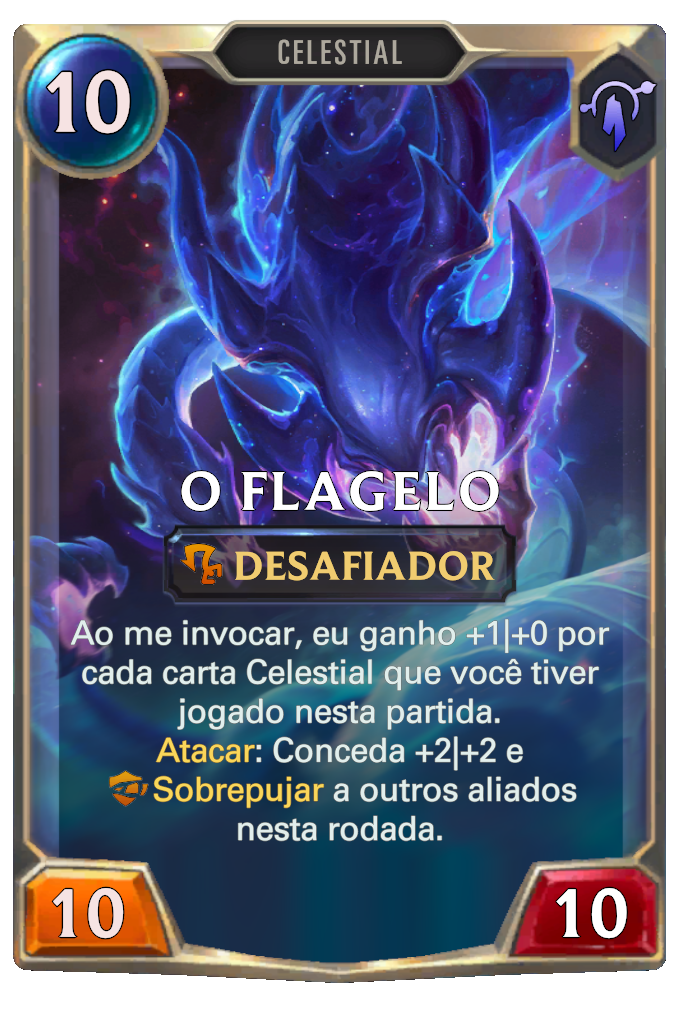 CELESTIAL
10
O FLAGELO
DESAFIADOR
Ao me invocar, eu ganho +1|+0 por
cada carta Celestial que você tiver
jogado nesta partida.
Atacar: Conceda +2|+2 e
Sobrepujar a outros aliados
nesta rodada.
10
10